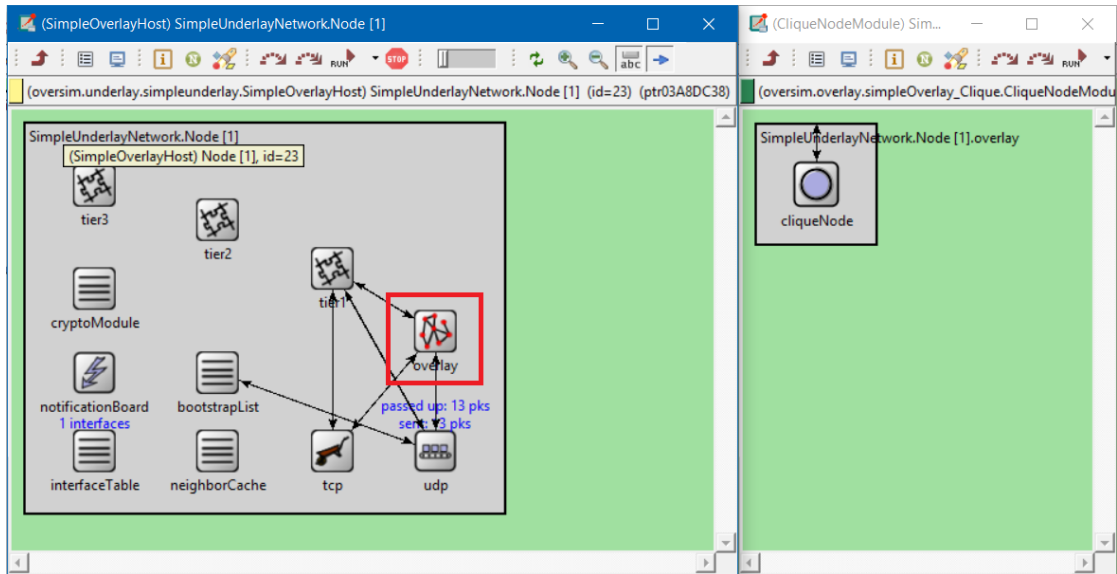 (SimpleOverlayHost) SimpleUnderlayNetwork.Node [1]
RUN
STOP
abc
(oversim.underlay.simpleunderlay.SimpleOverlayHost) SimpleUnderlayNetwork.Node [1] (id=23) (ptr03A8DC38)
SimpleUnderlayNetwork.Node [1]
(SimpleOverlayHost) Node [1], id=23
tier3
tier2
tier1
cryptoModule
overlay
notificationBoard
1 interfaces
bootstrapList
passed up: 13 pks
sent: 13 pks
interfaceTable
neighborCache
tcp
udp
(CliqueNodeModule) Sim...
RUN
(oversim.overlay.simpleOverlay_Clique.CliqueNodeModu
SimpleUnderlayNetwork.Node [1].overlay
cliqueNode